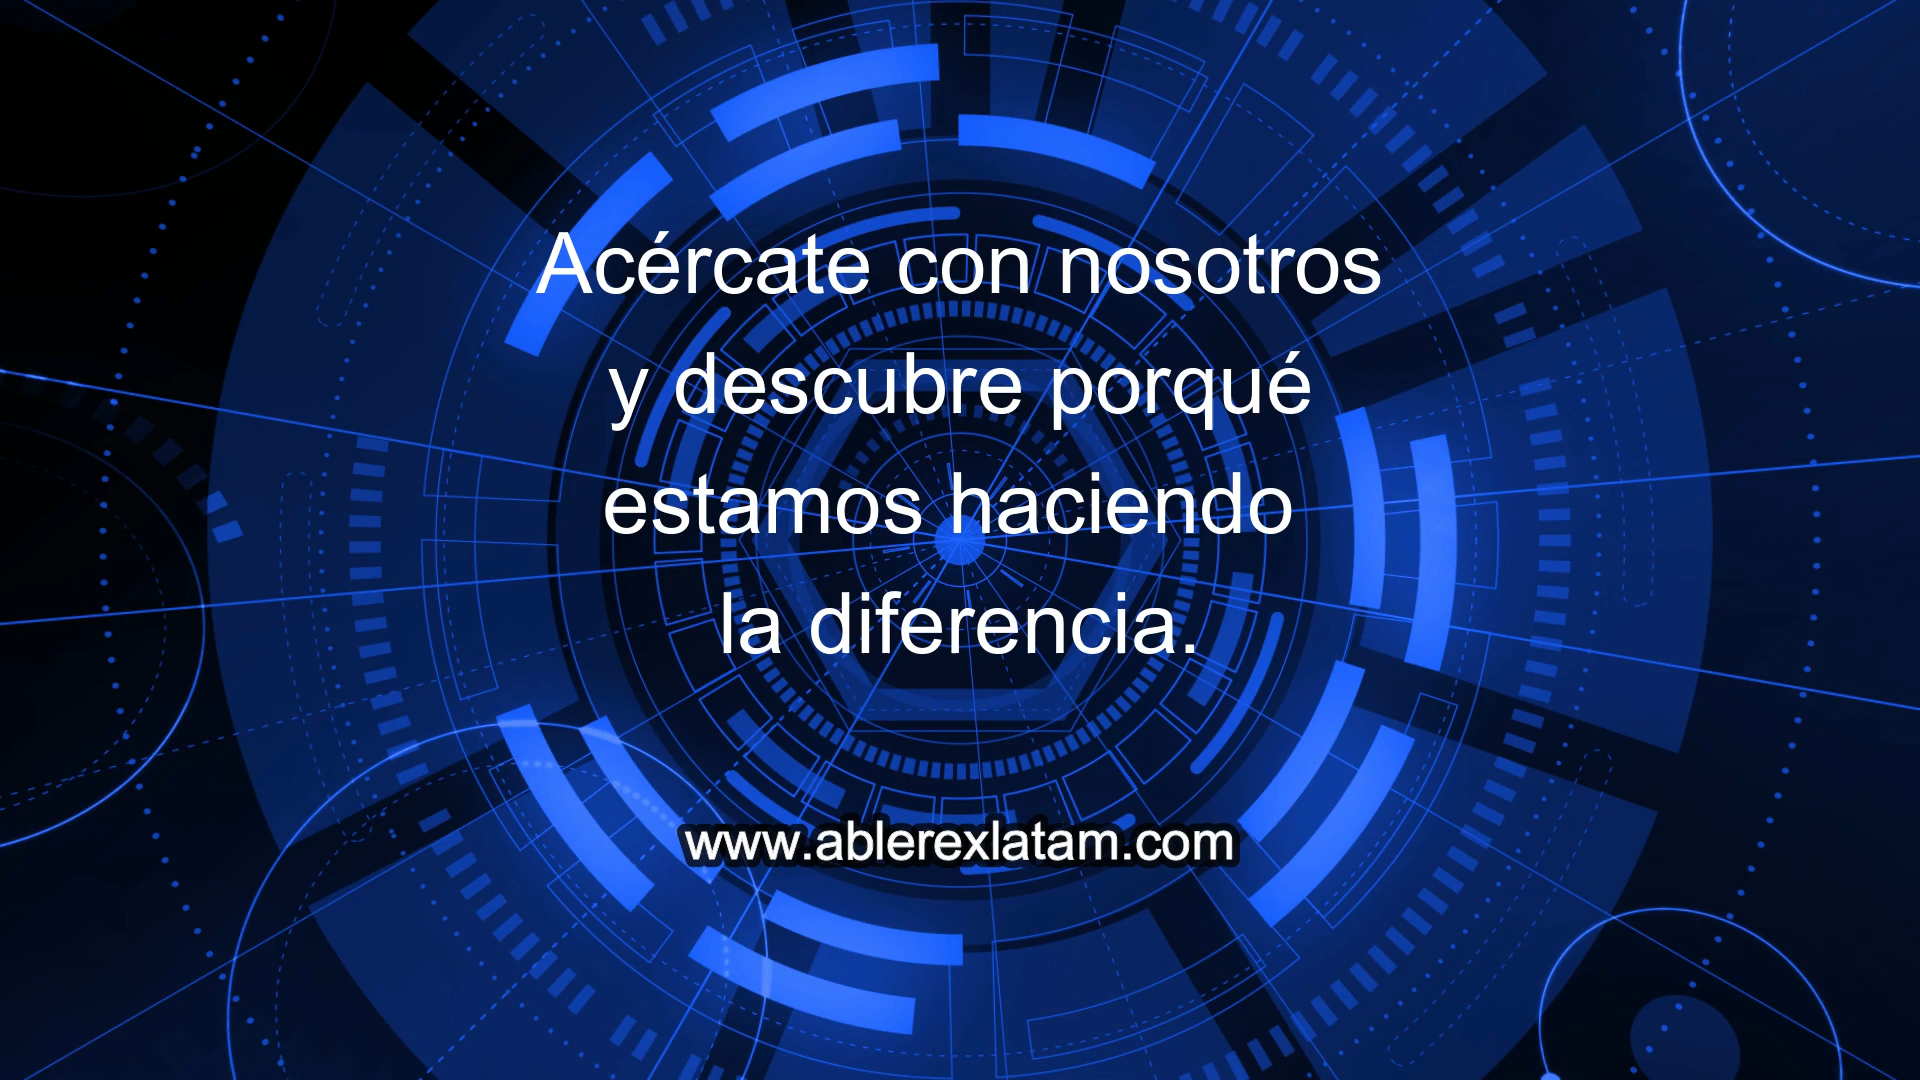 Acércate con nosotros
y descubre porqué
estamos haciendo
la diferencia.
www.ablerexlatam.com